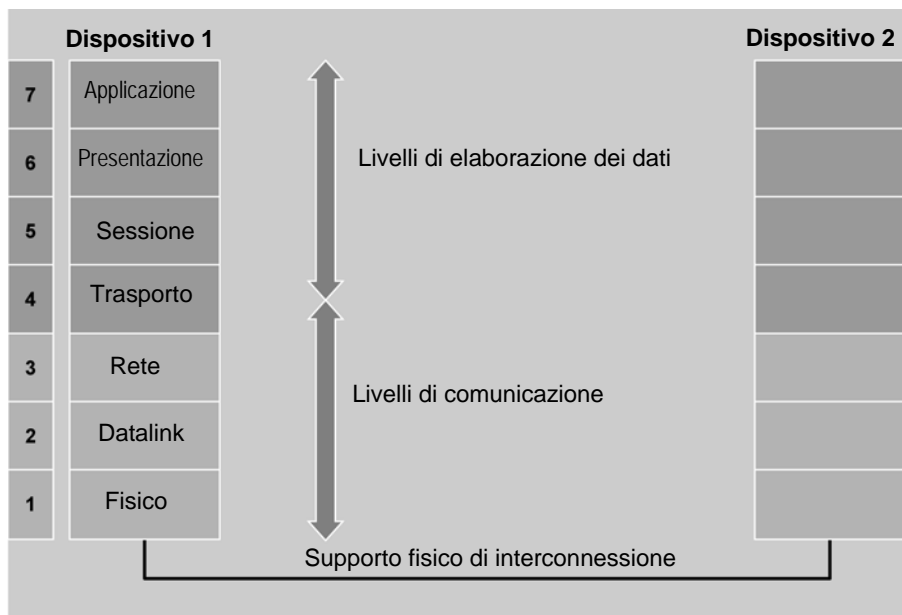 Dispositivo 1
Dispositivo 2
7
Applicazione
6
Presentazione
Livelli di elaborazione dei dati
5
Sessione
4
Trasporto
3
Rete
Livelli di comunicazione
2
Datalink
1
Fisico
Supporto fisico di interconnessione